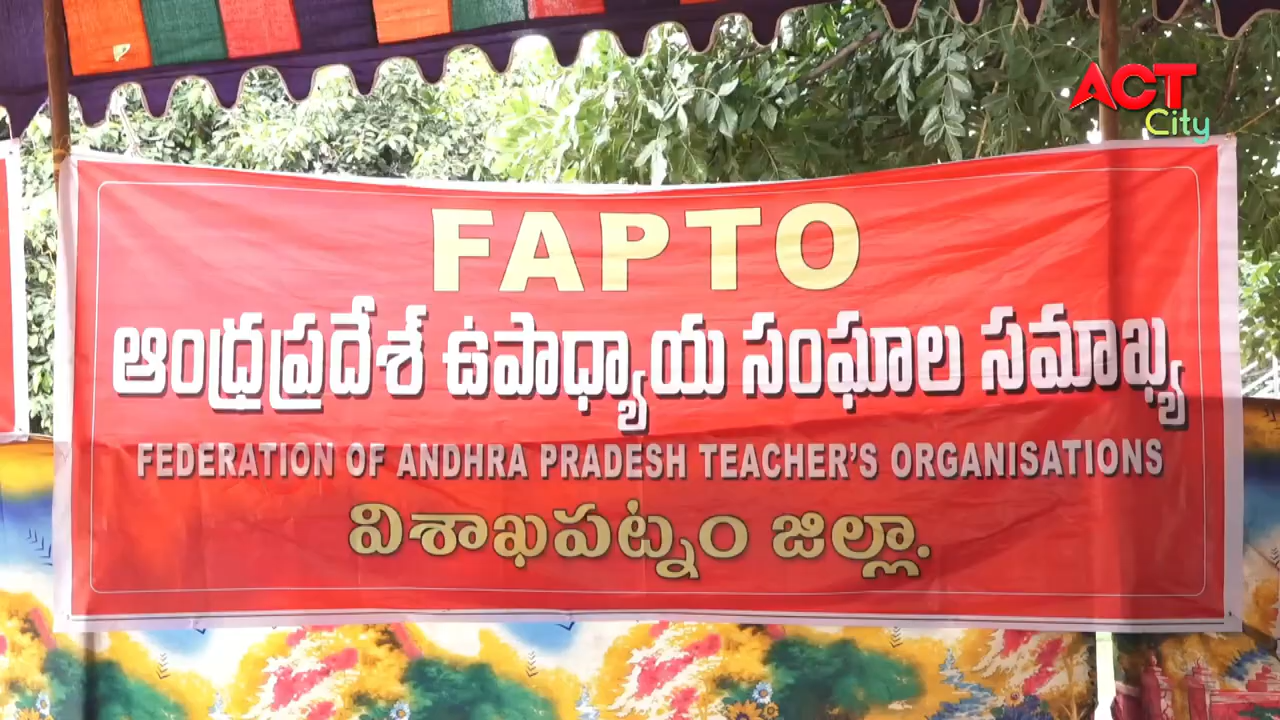 ACT
City
FAPTO
ఆంధ్రప్రదేశ్ ఉపాధ్యాయ సంఘాల సమాఖ్య
FEDERATION OF ANDHRA PRADESH TEACHER'S ORGANISATIONS
విశాఖపట్నం జిల్లా.